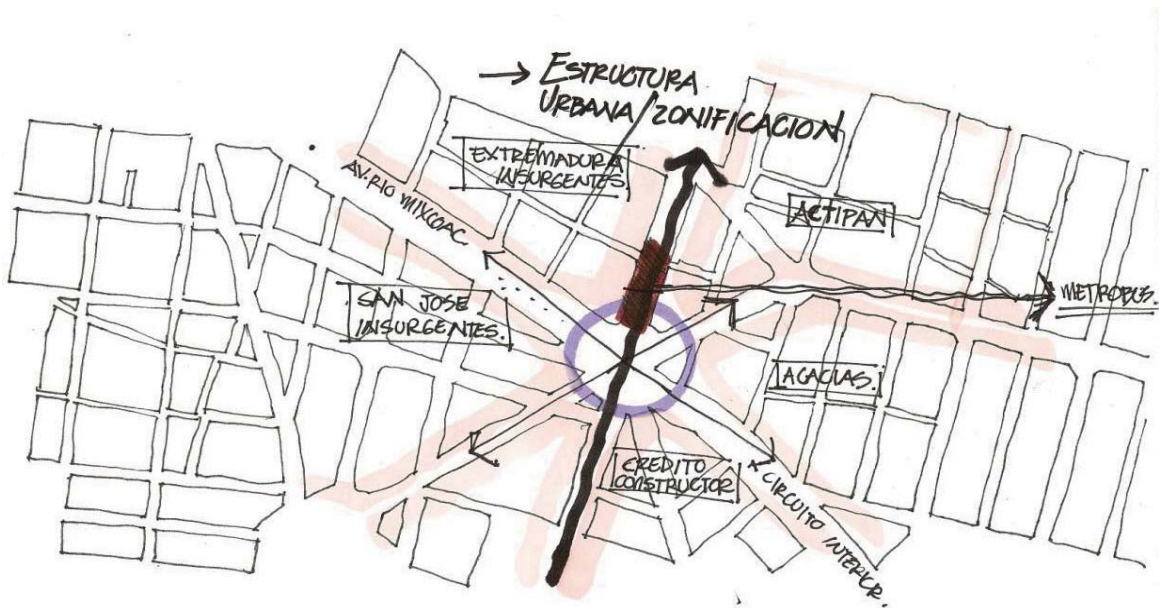 → ESTRUCTURA
URBANA/ZONIFICACION
EXTREMADURA
INSURGENTES.
AV. RIO MIXCOAC
ACTIPAN
METROBUS.
SAN JOSE
INSURGENTES.
ACACIAS.
CREDITO
CONSTRUCTOR
A CIRCUITO INTERIOR.